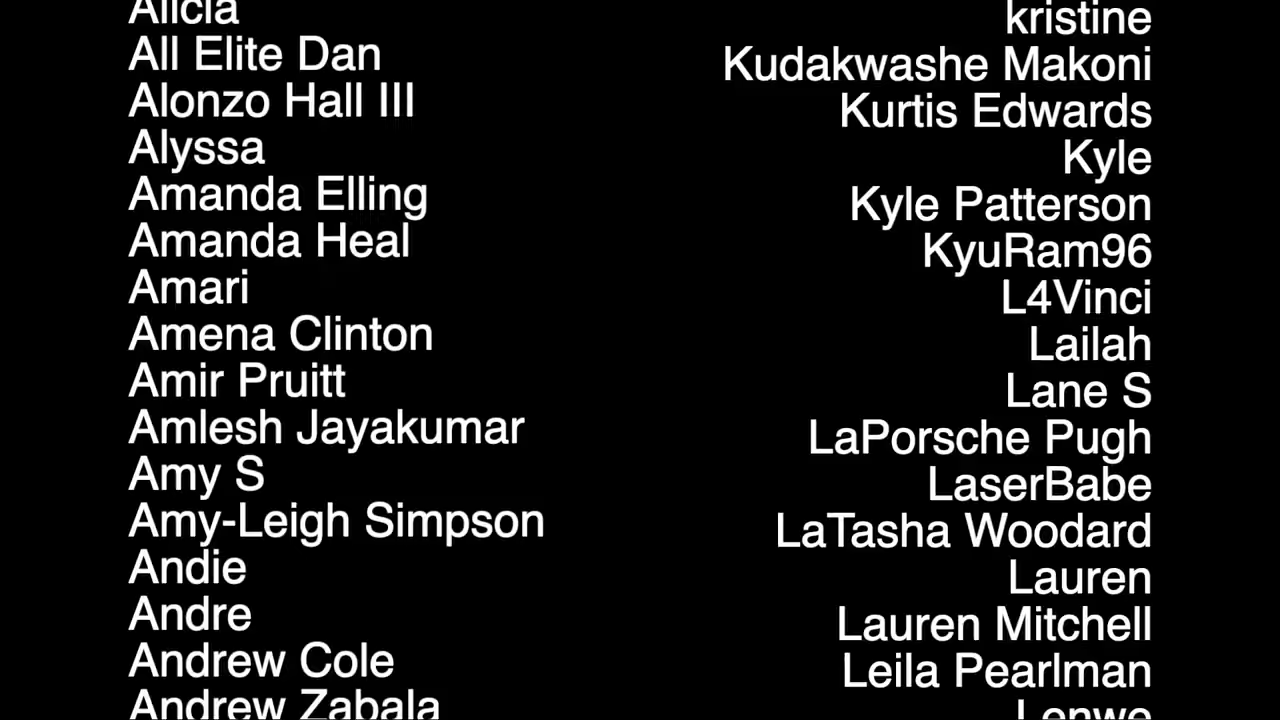 Alicia
All Elite Dan
Alonzo Hall III
Alyssa
Amanda Elling
Amanda Heal
Amari
Amena Clinton
Amir Pruitt
Amlesh Jayakumar
Amy S
Amy-Leigh Simpson
Andie
Andre
Andrew Cole
Andrew Zabala
kristine
Kudakwashe Makoni
Kurtis Edwards
Kyle
Kyle Patterson
KyuRam96
L4Vinci
Lailah
Lane S
LaPorsche Pugh
LaserBabe
LaTasha Woodard
Lauren
Lauren Mitchell
Leila Pearlman
Lenwe